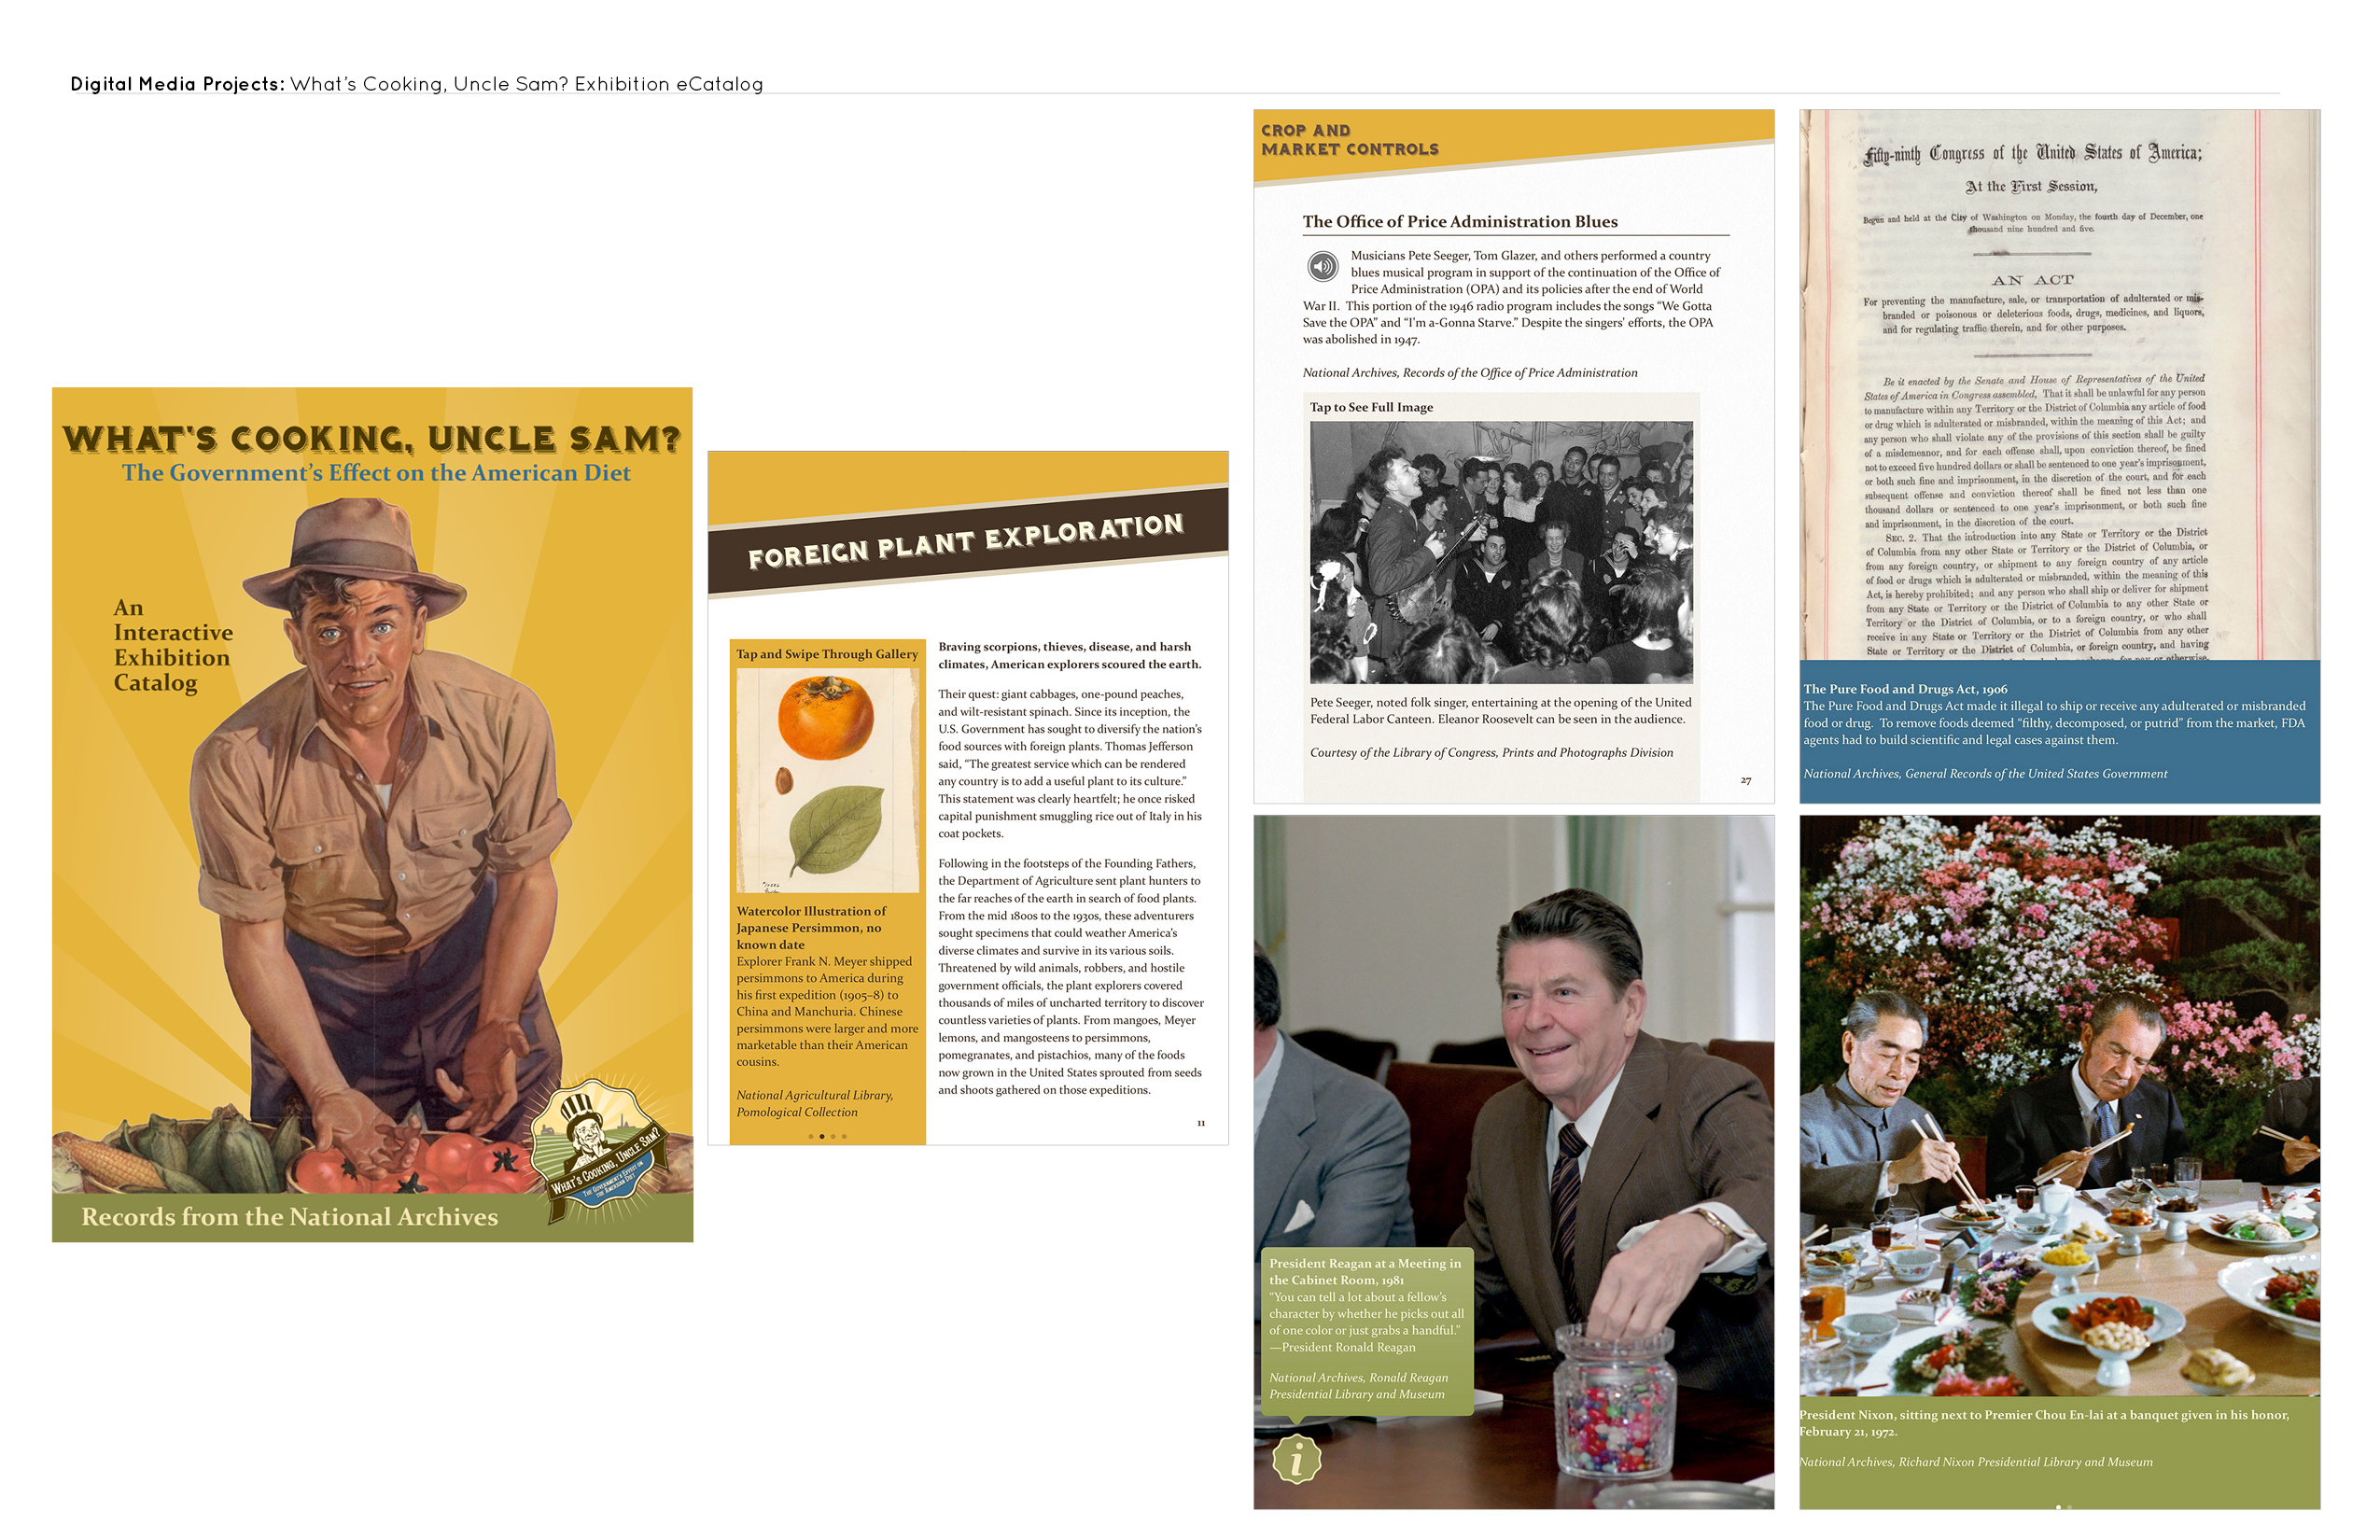 Digital Media Projects: What's Cooking, Uncle Sam? Exhibition eCatalog
WHAT'S COOKING, UNCLE SAM?
The Government's Effect on the American Diet
An
Interactive
Exhibition
Catalog
WHAT'S COOKING, UNCLE SAM?
THE GOVERNMENT'S EFFECT ON
THE AMERICAN DIET
Records from the National Archives
FOREIGN PLANT EXPLORATION
Tap and Swipe Through Gallery
Watercolor Illustration of
Japanese Persimmon, no
known date
Explorer Frank N. Meyer shipped
persimmons to America during
his first expedition (1905–8) to
China and Manchuria. Chinese
persimmons were larger and more
marketable than their American
cousins.
National Agricultural Library,
Pomological Collection
Braving scorpions, thieves, disease, and harsh
climates, American explorers scoured the earth.
Their quest: giant cabbages, one-pound peaches,
and wilt-resistant spinach. Since its inception, the
U.S. Government has sought to diversify the nation's
food sources with foreign plants. Thomas Jefferson
said, "The greatest service which can be rendered
any country is to add a useful plant to its culture."
This statement was clearly heartfelt; he once risked
capital punishment smuggling rice out of Italy in his
coat pockets.
Following in the footsteps of the Founding Fathers,
the Department of Agriculture sent plant hunters to
the far reaches of the earth in search of food plants.
From the mid 1800s to the 1930s, these adventurers
sought specimens that could weather America's
diverse climates and survive in its various soils.
Threatened by wild animals, robbers, and hostile
government officials, the plant explorers covered
thousands of miles of uncharted territory to discover
countless varieties of plants. From mangoes, Meyer
lemons, and mangosteens to persimmons,
pomegranates, and pistachios, many of the foods
now grown in the United States sprouted from seeds
and shoots gathered on those expeditions.
11
CROP AND
MARKET CONTROLS
The Office of Price Administration Blues
Musicians Pete Seeger, Tom Glazer, and others performed a country
blues musical program in support of the continuation of the Office of
Price Administration (OPA) and its policies after the end of World
War II.  This portion of the 1946 radio program includes the songs "We Gotta
Save the OPA" and "I'm a-Gonna Starve." Despite the singers' efforts, the OPA
was abolished in 1947.
National Archives, Records of the Office of Price Administration
Tap to See Full Image
Pete Seeger, noted folk singer, entertaining at the opening of the United
Federal Labor Canteen. Eleanor Roosevelt can be seen in the audience.
Courtesy of the Library of Congress, Prints and Photographs Division
27
Fifty-ninth Congress of the United States of America;
At the First Session,
Begun and held at the City of Washington on Monday, the fourth day of December, one
thousand nine hundred and five.
AN ACT
For preventing the manufacture, sale, or transportation of adulterated or mis-
branded or poisonous or deleterious foods, drugs, medicines, and liquors,
and for regulating traffic therein, and for other purposes.
Be it enacted by the Senate and House of Representatives of the United
States of America in Congress assembled, That it shall be unlawful for any person
to manufacture within any Territory or the District of Columbia any article of food
or drug which is adulterated or misbranded, within the meaning of this Act; and
any person who shall violate any of the provisions of this section shall be guilty
of a misdemeanor, and for each offense shall, upon conviction thereof, be fined
not to exceed five hundred dollars or shall be sentenced to one year's imprisonment,
or both such fine and imprisonment, in the discretion of the court, and for each
subsequent offense and conviction thereof shall be fined not less than one
thousand dollars or sentenced to one year's imprisonment, or both such fine
and imprisonment, in the discretion of the court.
SEC. 2. That the introduction into any State or Territory or the District
of Columbia from any other State or Territory or the District of Columbia, or
from any foreign country, or shipment to any foreign country of any article
of food or drugs which is adulterated or misbranded, within the meaning of this
Act, is hereby prohibited; and any person who shall ship or deliver for shipment
from any State or Territory or the District of Columbia to any other State or
Territory or the District of Columbia, or to a foreign country, or who shall
receive in any State or Territory or the District of Columbia from any other
State or Territory or the District of Columbia, or foreign country, and having
The Pure Food and Drugs Act, 1906
The Pure Food and Drugs Act made it illegal to ship or receive any adulterated or misbranded
food or drug.  To remove foods deemed "filthy, decomposed, or putrid" from the market, FDA
agents had to build scientific and legal cases against them.
National Archives, General Records of the United States Government
President Reagan at a Meeting in
the Cabinet Room, 1981
"You can tell a lot about a fellow's
character by whether he picks out all
of one color or just grabs a handful."
—President Ronald Reagan
National Archives, Ronald Reagan
Presidential Library and Museum
i
President Nixon, sitting next to Premier Chou En-lai at a banquet given in his honor,
February 21, 1972.
National Archives, Richard Nixon Presidential Library and Museum